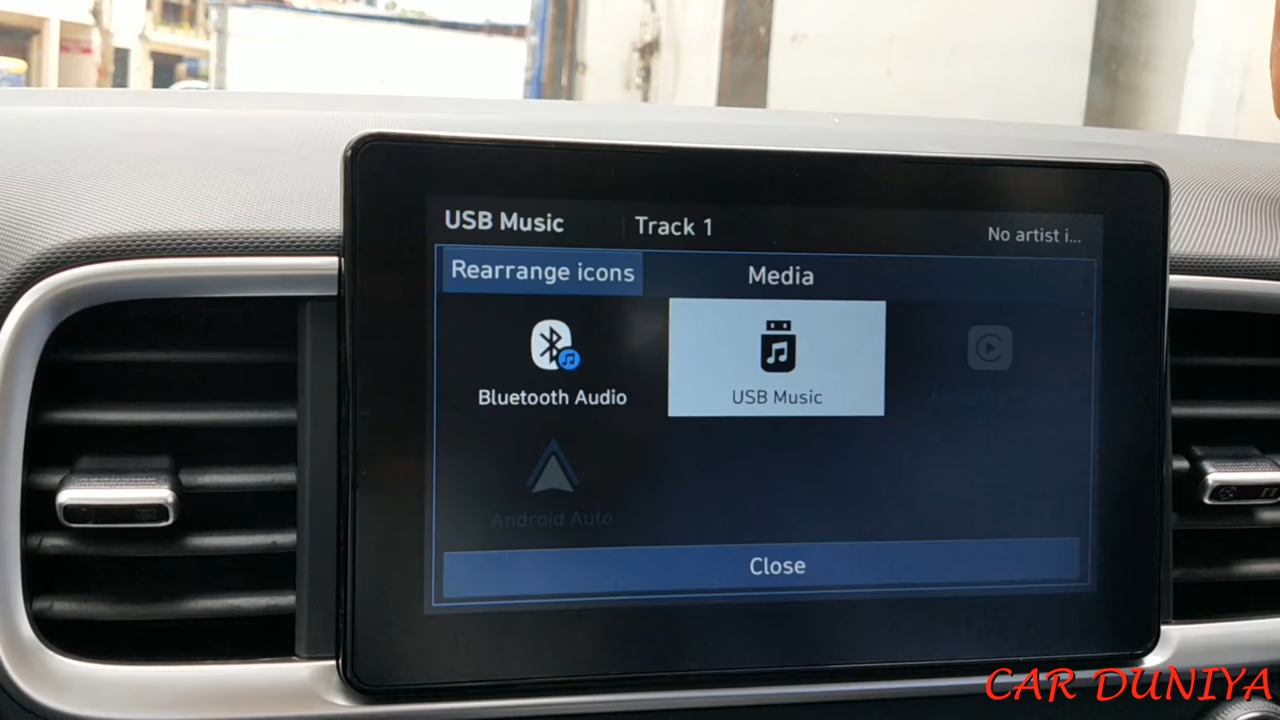 USB Music Track 1 No artist i...
Rearrange icons Media
Bluetooth Audio USB Music
Android Auto
Close
CAR DUNIYA